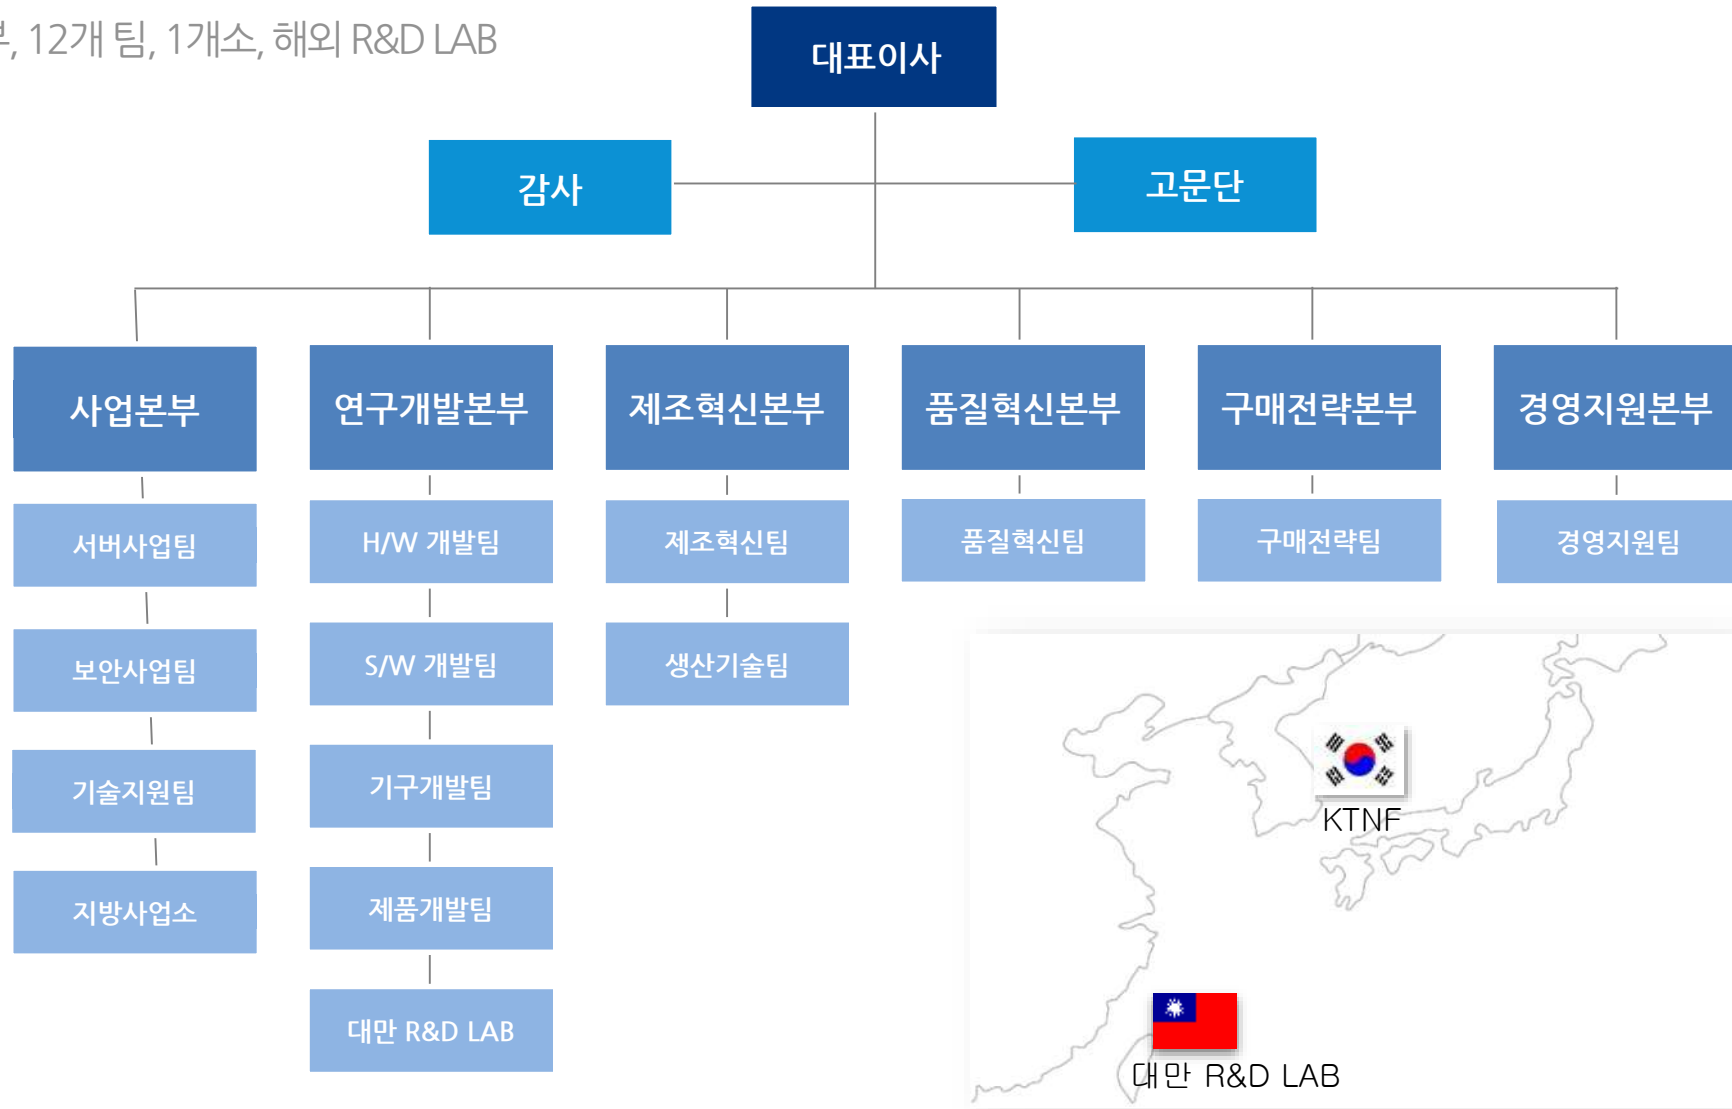 부, 12개 팀, 1개소, 해외 R&D LAB
대표이사
감사
고문단
사업본부
연구개발본부
제조혁신본부
품질혁신본부
구매전략본부
경영지원본부
서버사업팀
H/W 개발팀
제조혁신팀
품질혁신팀
구매전략팀
경영지원팀
보안사업팀
S/W 개발팀
생산기술팀
기술지원팀
기구개발팀
KTNF
지방사업소
제품개발팀
대만 R&D LAB
대만 R&D LAB